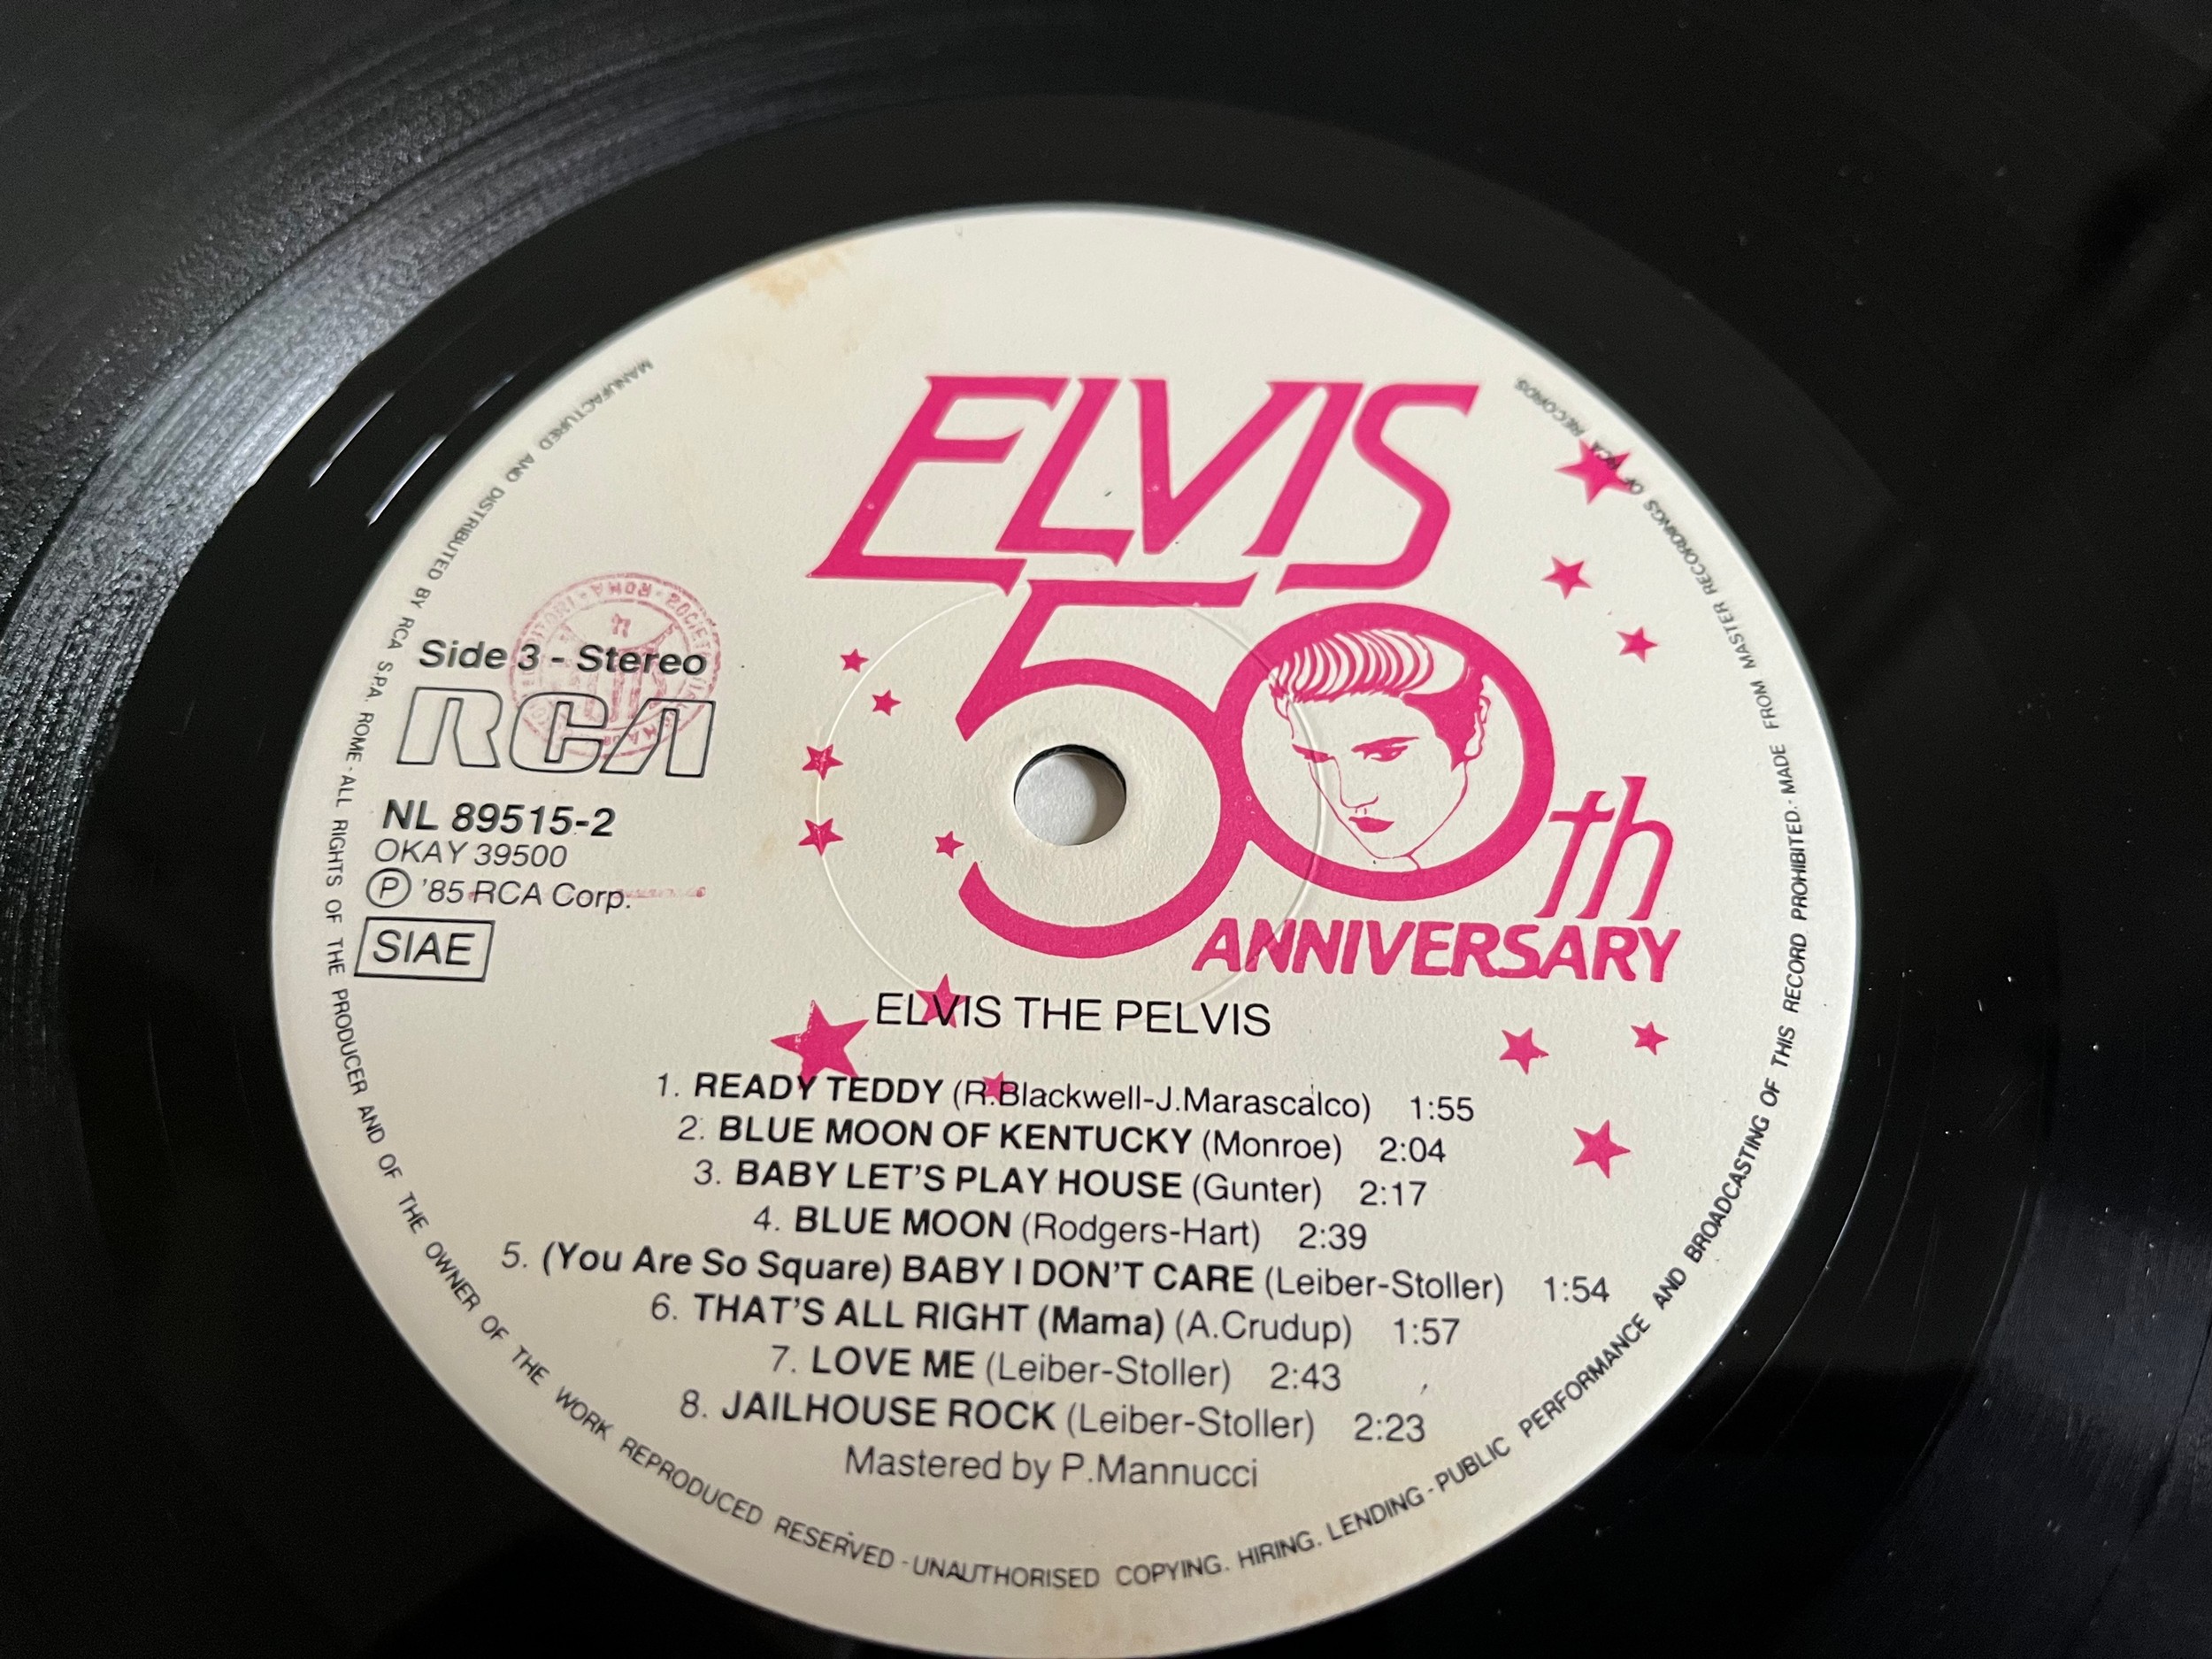 ELVIS
50th
ANNIVERSARY
Side 3 - Stereo
RCA
NL 89515-2
OKAY 39500
Ⓟ '85 RCA Corp.
SIAE
ELVIS THE PELVIS
1. READY TEDDY (R.Blackwell-J.Marascalco) 1:55
2. BLUE MOON OF KENTUCKY (Monroe) 2:04
3. BABY LET'S PLAY HOUSE (Gunter) 2:17
4. BLUE MOON (Rodgers-Hart) 2:39
5. (You Are So Square) BABY I DON'T CARE (Leiber-Stoller) 1:54
6. THAT'S ALL RIGHT (Mama) (A.Crudup) 1:57
7. LOVE ME (Leiber-Stoller) 2:43
8. JAILHOUSE ROCK (Leiber-Stoller) 2:23
Mastered by P.Mannucci
MANUFACTURED AND DISTRIBUTED BY RCA S.P.A. ROME - ALL RIGHTS OF THE PRODUCER AND OF THE OWNER OF THE WORK REPRODUCED RESERVED - UNAUTHORISED COPYING. HIRING. LENDING - PUBLIC PERFORMANCE AND BROADCASTING OF THIS RECORD PROHIBITED - MADE FROM MASTER RECORDINGS OF RCA RECORDS
ROMA